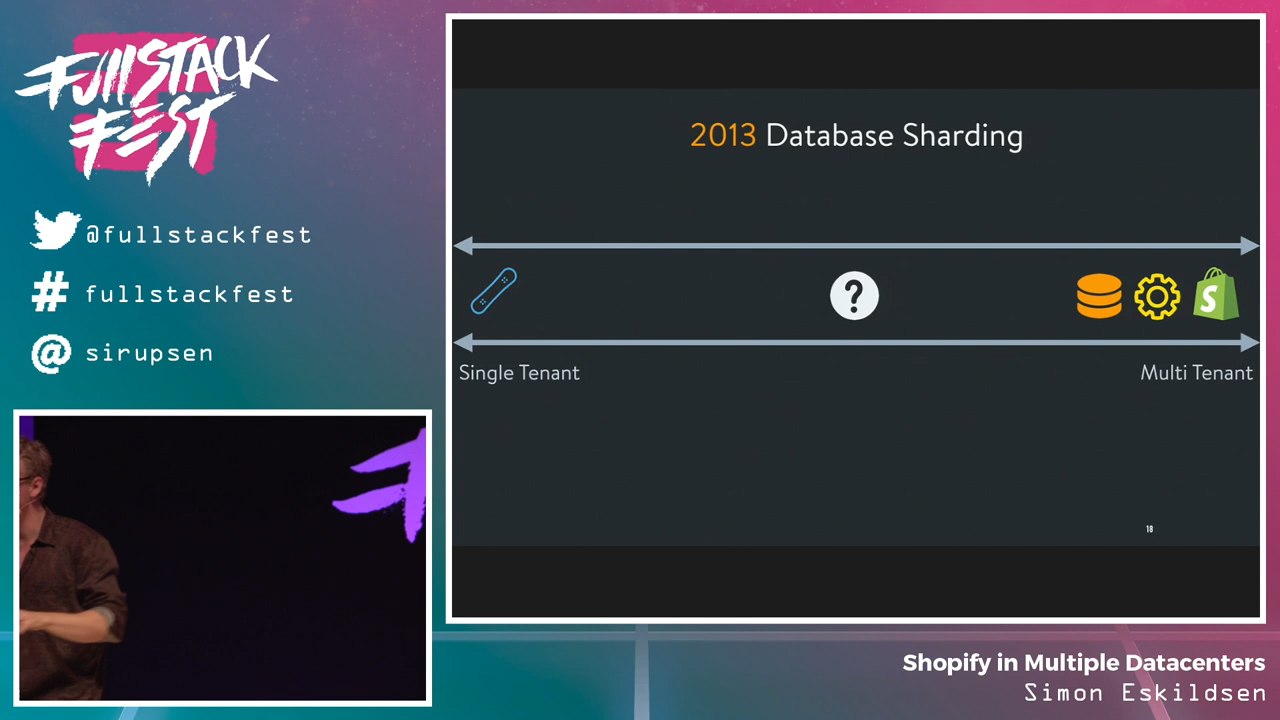 FullSTACK
FEST
@fullstackfest
# fullstackfest
@ sirupsen
2013 Database Sharding
?
S
Single Tenant
Multi Tenant
18
Shopify in Multiple Datacenters
Simon Eskildsen